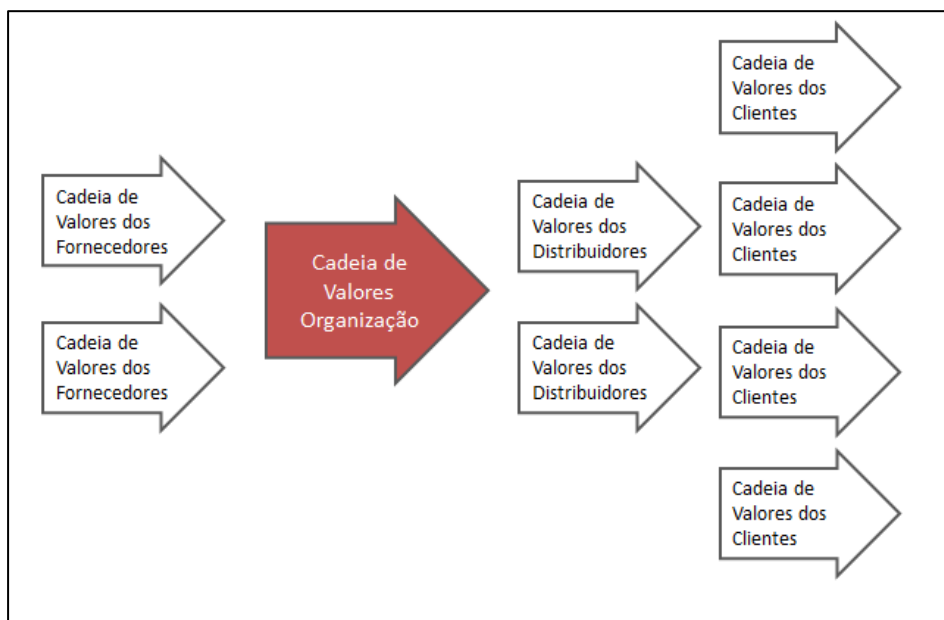 Cadeia de
Valores dos
Fornecedores
Cadeia de
Valores dos
Fornecedores
Cadeia de
Valores
Organização
Cadeia de
Valores dos
Distribuidores
Cadeia de
Valores dos
Distribuidores
Cadeia de
Valores dos
Clientes
Cadeia de
Valores dos
Clientes
Cadeia de
Valores dos
Clientes
Cadeia de
Valores dos
Clientes